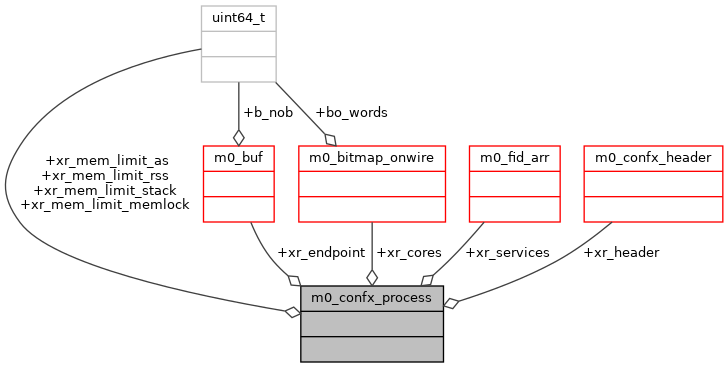 uint64_t
+b_nob
+bo_words
+xr_mem_limit_as
+xr_mem_limit_rss
+xr_mem_limit_stack
+xr_mem_limit_memlock
m0_buf
m0_bitmap_onwire
m0_fid_arr
m0_confx_header
+xr_endpoint
+xr_cores
+xr_services
+xr_header
m0_confx_process